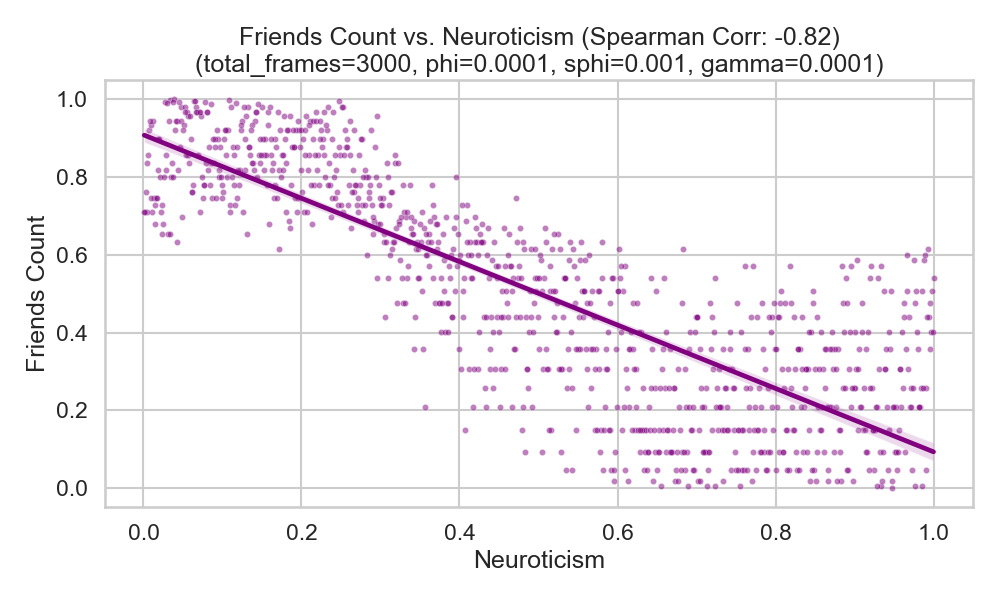 Friends Count vs. Neuroticism (Spearman Corr: -0.82)
(total_frames=3000, phi=0.0001, sphi=0.001, gamma=0.0001)
Friends Count
1.0
0.8
0.6
0.4
0.2
0.0
0.0 0.2 0.4 0.6 0.8 1.0
Neuroticism